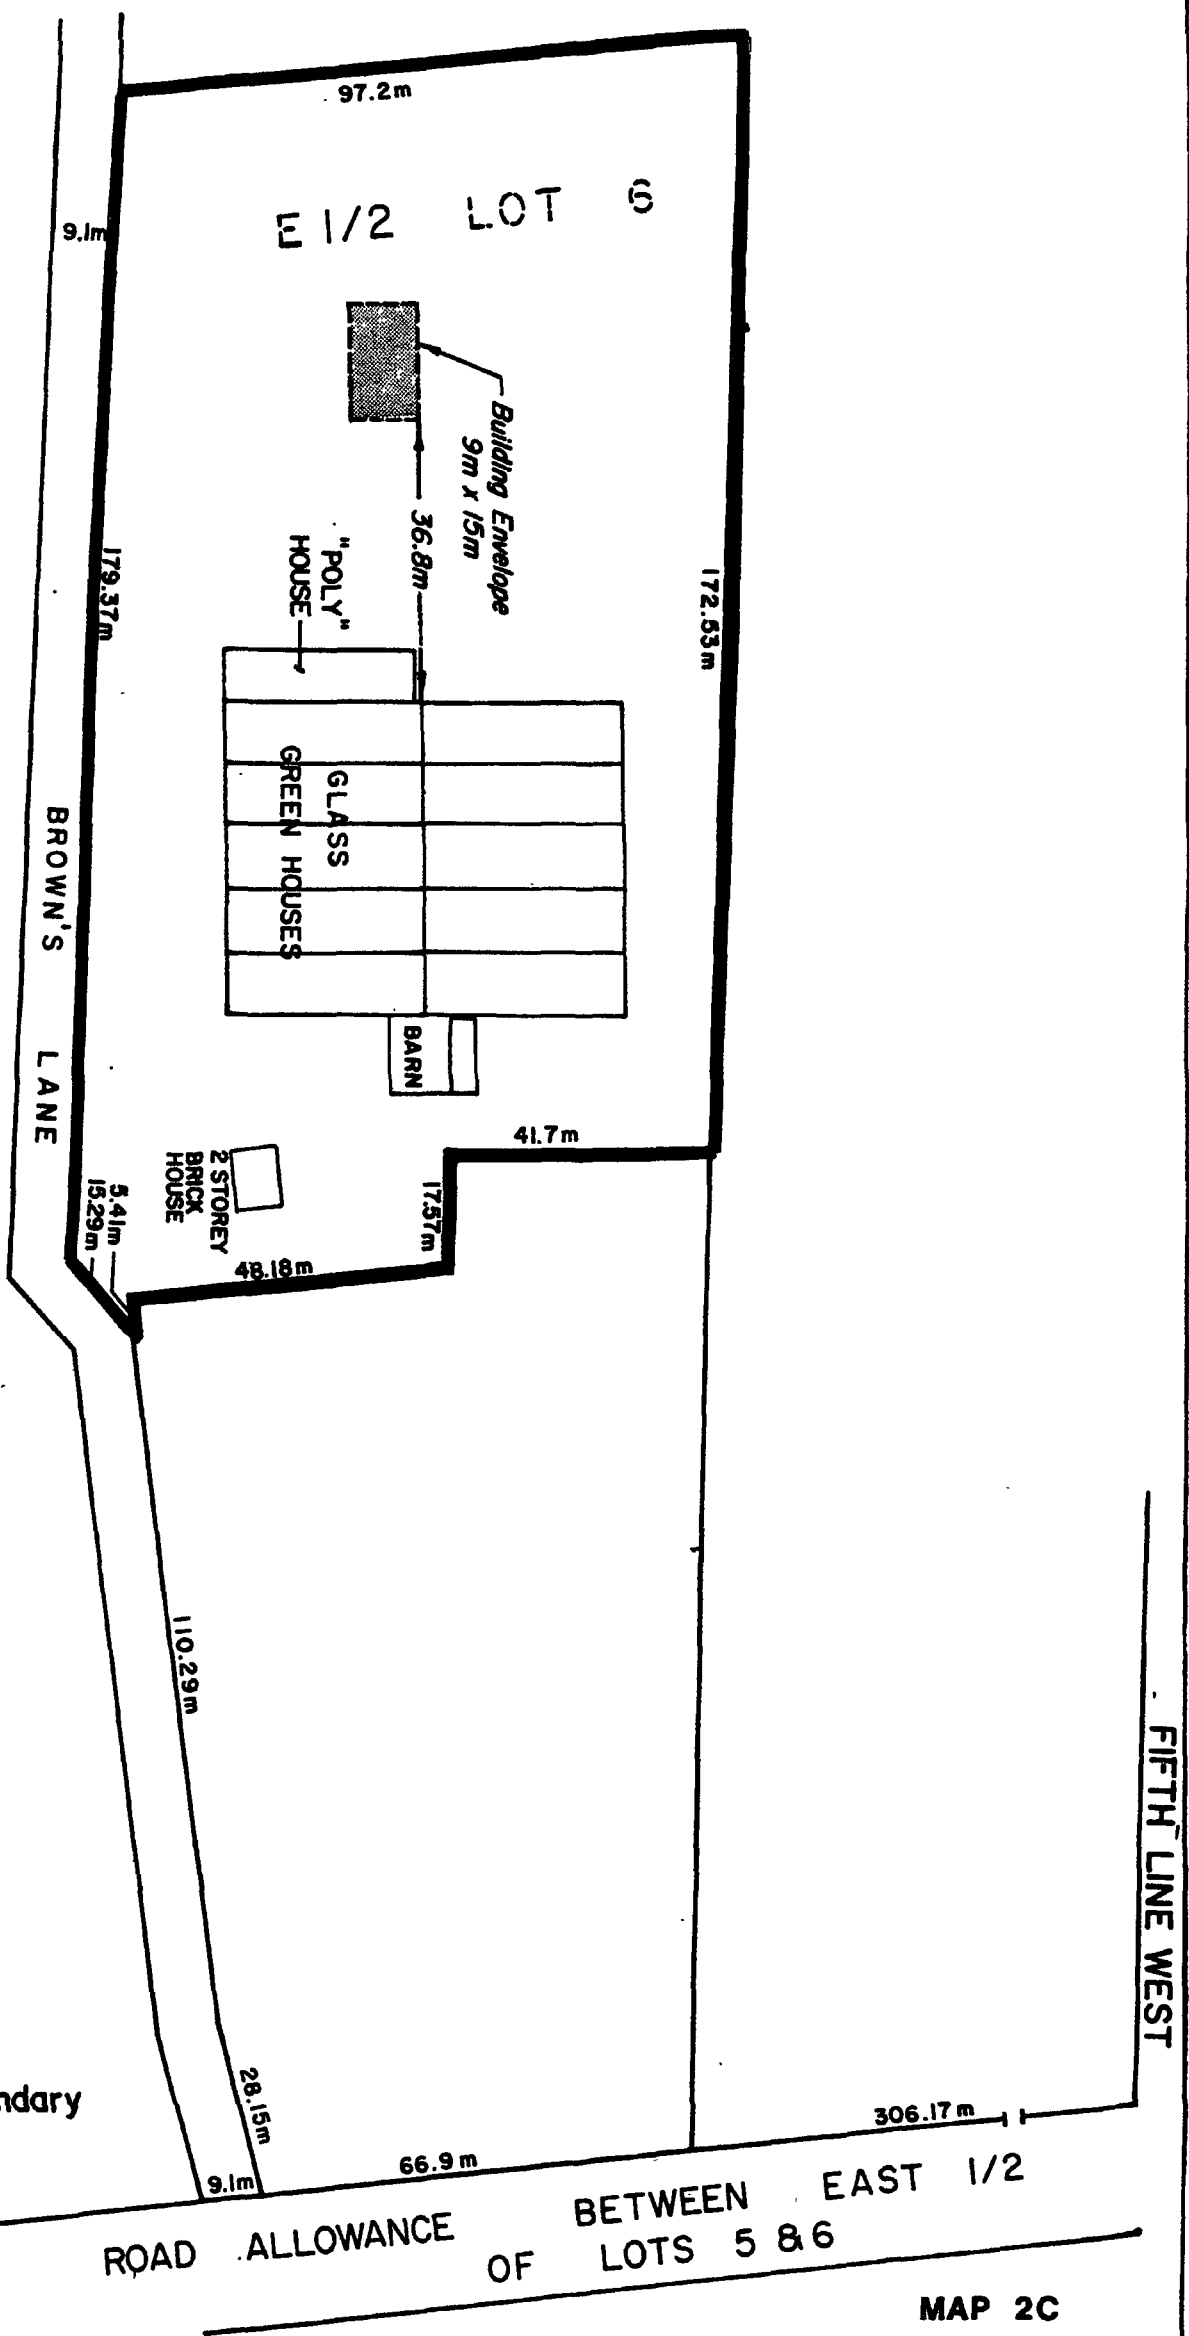 97.2m
E 1/2 LOT 6
9.1m
Building Envelope
9m x 15m
36.8m
"POLY"
HOUSE
179.37m
172.53m
GLASS
GREEN HOUSES
BROWN'S LANE
BARN
41.7m
2 STOREY
BRICK
HOUSE
17.57m
5.41m
15.29m
48.18m
110.29m
FIFTH LINE WEST
28.15m
306.17m
66.9m
9.1m
ROAD ALLOWANCE BETWEEN EAST 1/2
OF LOTS 5 & 6
MAP 2C